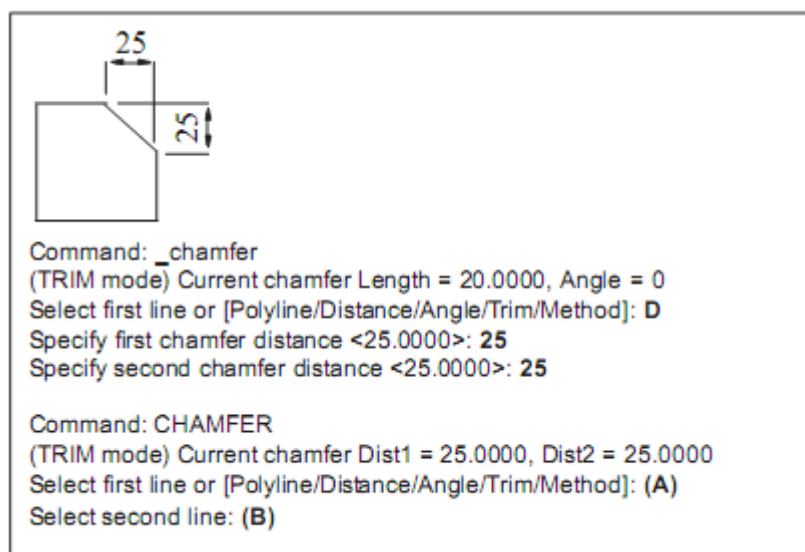 25
25
Command: _chamfer
(TRIM mode) Current chamfer Length = 20.0000, Angle = 0
Select first line or [Polyline/Distance/Angle/Trim/Method]: D
Specify first chamfer distance <25.0000>: 25
Specify second chamfer distance <25.0000>: 25
Command: CHAMFER
(TRIM mode) Current chamfer Dist1 = 25.0000, Dist2 = 25.0000
Select first line or [Polyline/Distance/Angle/Trim/Method]: (A)
Select second line: (B)